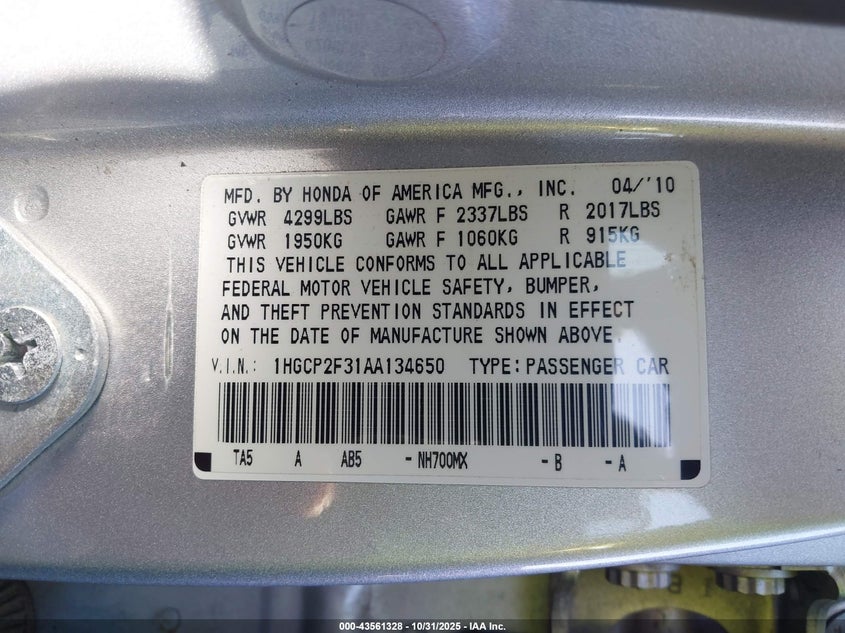 MFD. BY HONDA OF AMERICA MFG., INC. 04/'10
GVWR 4299LBS GAWR F 2337LBS R 2017LBS
GVWR 1950KG GAWR F 1060KG R 915KG
THIS VEHICLE CONFORMS TO ALL APPLICABLE
FEDERAL MOTOR VEHICLE SAFETY, BUMPER,
AND THEFT PREVENTION STANDARDS IN EFFECT
ON THE DATE OF MANUFACTURE SHOWN ABOVE.
V.I.N.: 1HGCP2F31AA134650 TYPE: PASSENGER CAR
TA5 A AB5 - NH700MX - B - A
000-43561328 - 10/31/2025 - IAA Inc.